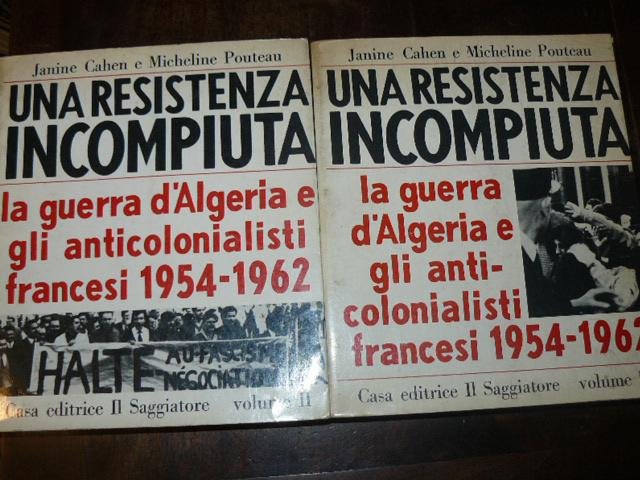 Janine Cahen e Micheline Pouteau
UNA RESISTENZA
INCOMPIUTA
la guerra d'Algeria e
gli anticolonialisti
francesi 1954-1962
HALTE AU FASCISME
NÉGOCIATION
Casa editrice Il Saggiatore volume II
Janine Cahen e Micheline Pouteau
UNA RESISTENZA
INCOMPIUTA
la guerra
d'Algeria e
gli anti-
colonialisti
francesi 1954-1962
Casa editrice Il Saggiatore volume